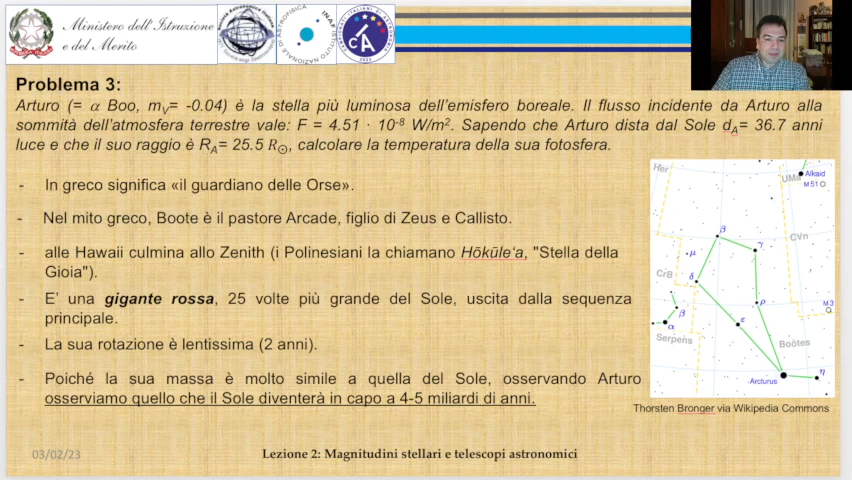 Ministero dell'Istruzione
e del Merito
Problema 3:
Arturo (= α Boo, mV= -0.04) è la stella più luminosa dell'emisfero boreale. Il flusso incidente da Arturo alla
sommità dell'atmosfera terrestre vale: F = 4.51 · 10-8 W/m2. Sapendo che Arturo dista dal Sole dA= 36.7 anni
luce e che il suo raggio è RA= 25.5 R⊙, calcolare la temperatura della sua fotosfera.
- In greco significa «il guardiano delle Orse».
- Nel mito greco, Boote è il pastore Arcade, figlio di Zeus e Callisto.
- alle Hawaii culmina allo Zenith (i Polinesiani la chiamano Hōkūle‘a, "Stella della
Gioia").
- E' una gigante rossa, 25 volte più grande del Sole, uscita dalla sequenza
principale.
- La sua rotazione è lentissima (2 anni).
- Poiché la sua massa è molto simile a quella del Sole, osservando Arturo
osserviamo quello che il Sole diventerà in capo a 4-5 miliardi di anni.
Her
UMa
Alkaid
M 51
β
γ
CVn
μ
CrB
δ
β
ρ
M 3
α
ε
Serpens
Boötes
η
Arcturus
Thorsten Bronger via Wikipedia Commons
03/02/23
Lezione 2: Magnitudini stellari e telescopi astronomici